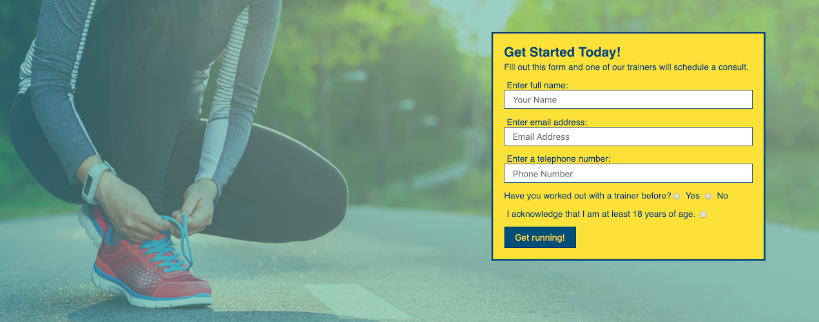 Get Started Today!
Fill out this form and one of our trainers will schedule a consult.
Enter full name:
Your Name
Enter email address:
Email Address
Enter a telephone number:
Phone Number
Have you worked out with a trainer before? Yes No
I acknowledge that I am at least 18 years of age.
Get running!